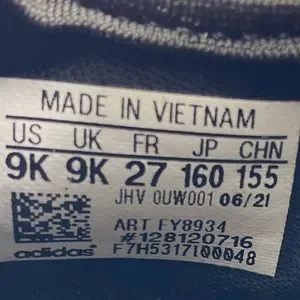 MADE IN VIETNAM
US UK FR JP CHN
9K 9K 27 160 155
JHV 0UW001 06/21
ART FY8934
#128120716
adidas F7H5317100048